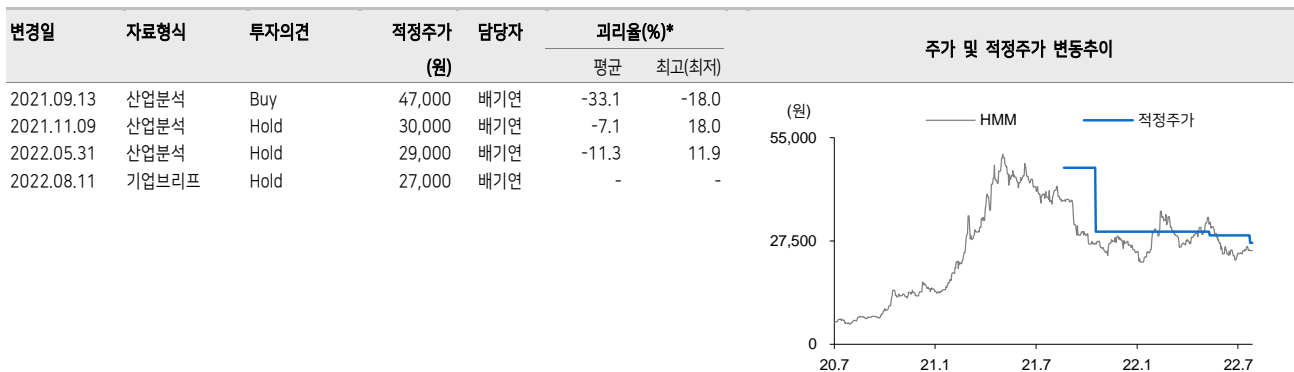 변경일 자료형식 투자의견 적정주가 담당자 괴리율(%)* 주가 및 적정주가 변동추이
(원) 평균 최고(최저)
2021.09.13 산업분석 Buy 47,000 배기연 -33.1 -18.0
2021.11.09 산업분석 Hold 30,000 배기연 -7.1 18.0
2022.05.31 산업분석 Hold 29,000 배기연 -11.3 11.9
2022.08.11 기업브리프 Hold 27,000 배기연 - -
(원)
HMM 적정주가
55,000
27,500
0
20.7 21.1 21.7 22.1 22.7